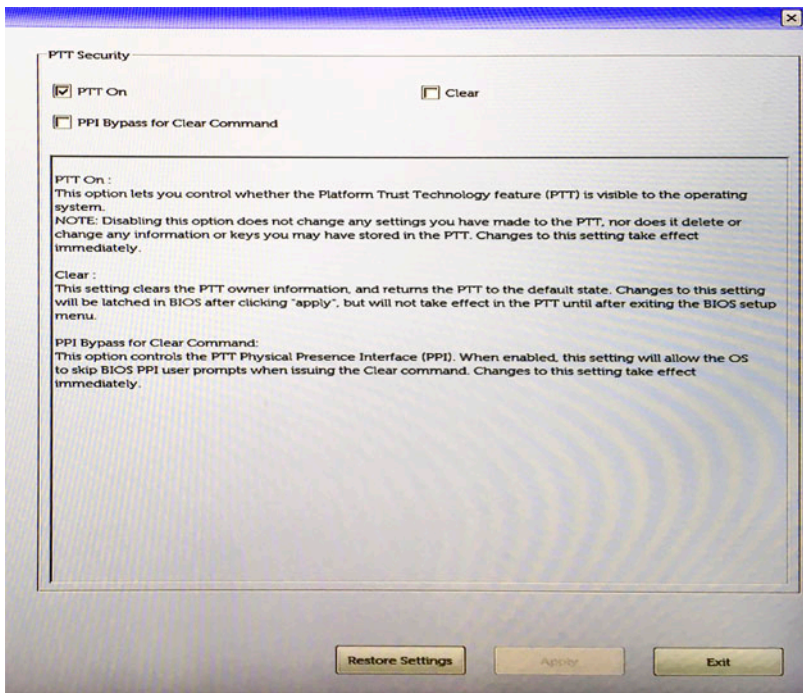 PTT Security
PTT On
Clear
PPI Bypass for Clear Command
PTT On :
This option lets you control whether the Platform Trust Technology feature (PTT) is visible to the operating
system.
NOTE: Disabling this option does not change any settings you have made to the PTT, nor does it delete or
change any information or keys you may have stored in the PTT. Changes to this setting take effect
immediately.
Clear :
This setting clears the PTT owner information, and returns the PTT to the default state. Changes to this setting
will be latched in BIOS after clicking "apply", but will not take effect in the PTT until after exiting the BIOS setup
menu.
PPI Bypass for Clear Command:
This option controls the PTT Physical Presence Interface (PPI). When enabled, this setting will allow the OS
to skip BIOS PPI user prompts when issuing the Clear command. Changes to this setting take effect
immediately.
Restore Settings
Apply
Exit